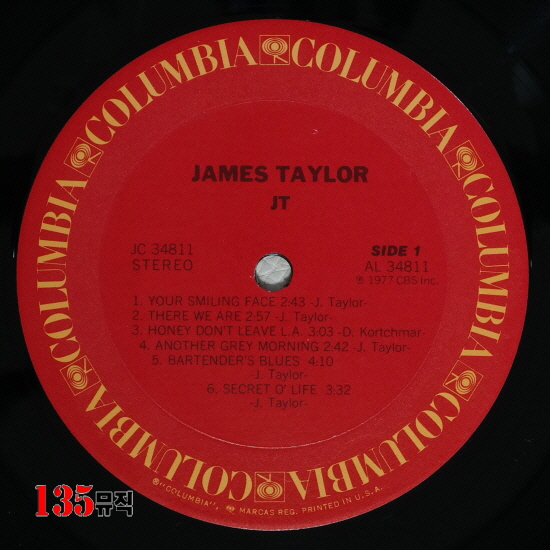 COLUMBIA COLUMBIA COLUMBIA COLUMBIA COLUMBIA COLUMBIA
JAMES TAYLOR
JT
JC 34811
STEREO
SIDE 1
AL 34811
℗ 1977 CBS Inc.
1. YOUR SMILING FACE 2:43 -J. Taylor-
2. THERE WE ARE 2:57 -J. Taylor-
3. HONEY DON'T LEAVE L.A. 3:03 -D. Kortchmar-
4. ANOTHER GREY MORNING 2:42 -J. Taylor-
5. BARTENDER'S BLUES 4:10
-J. Taylor-
6. SECRET O' LIFE 3:32
-J. Taylor-
®"COLUMBIA", MARCAS REG. PRINTED IN U.S.A.
135뮤직